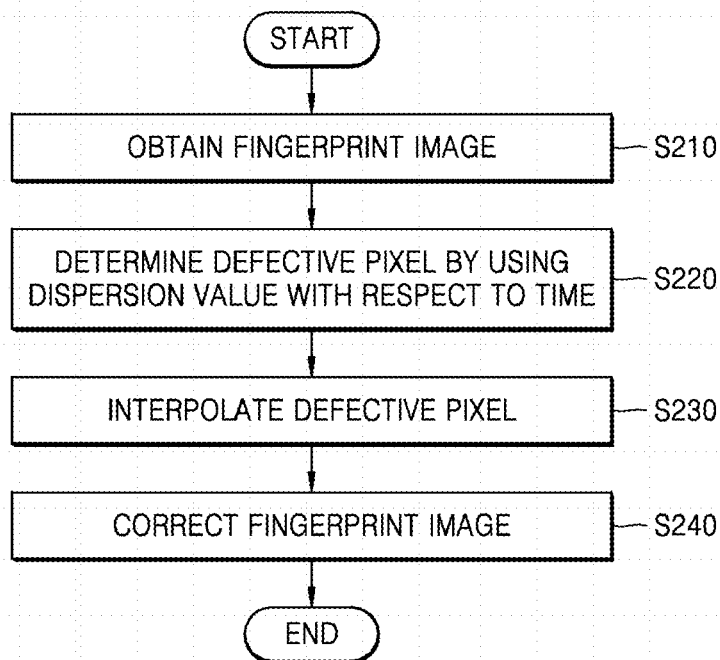 START
OBTAIN FINGERPRINT IMAGE
S210
DETERMINE DEFECTIVE PIXEL BY USING
DISPERSION VALUE WITH RESPECT TO TIME
S220
INTERPOLATE DEFECTIVE PIXEL
S230
CORRECT FINGERPRINT IMAGE
S240
END